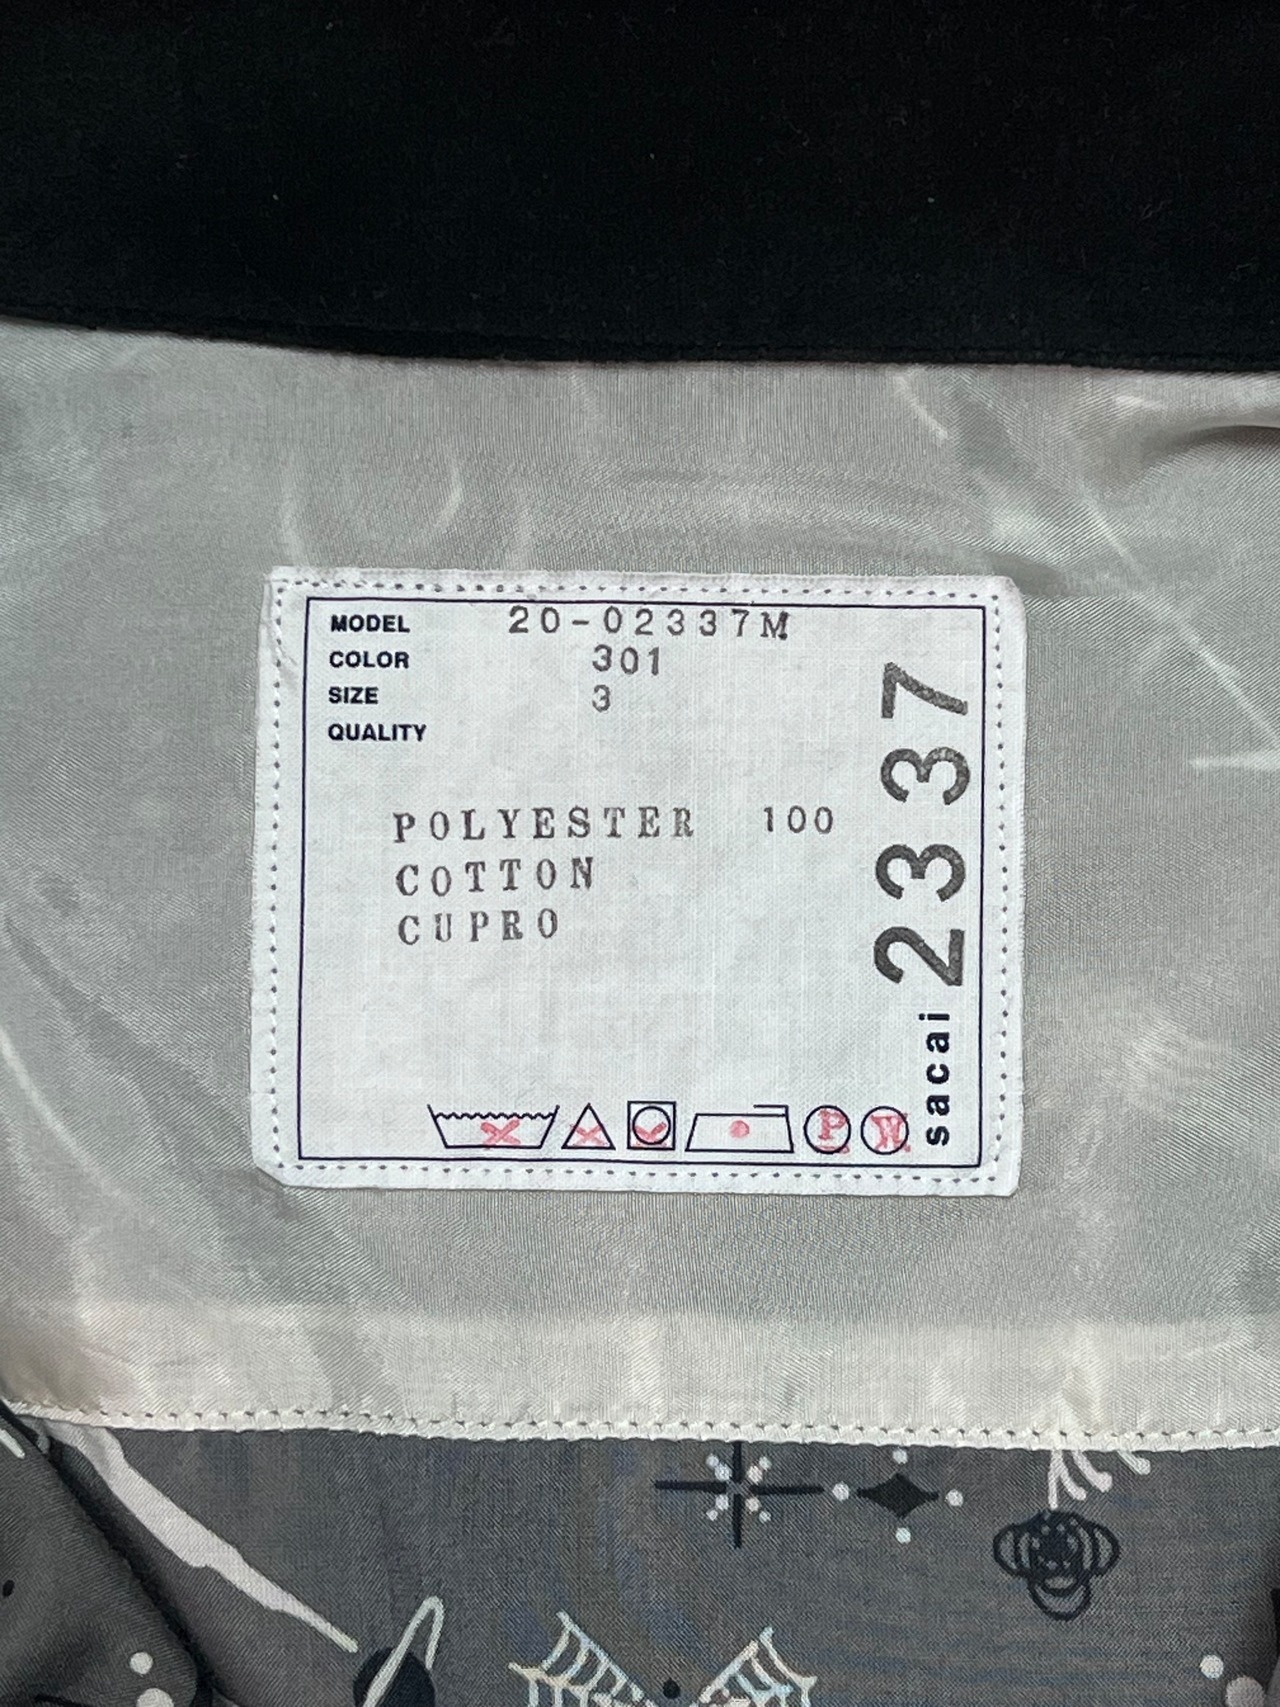 MODEL 20-02337M
COLOR 301
SIZE 3
QUALITY
POLYESTER 100
COTTON
CUPRO
P W
sacai 2337